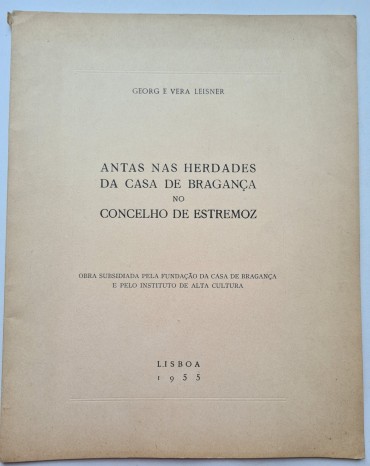 GEORG E VERA LEISNER
ANTAS NAS HERDADES
DA CASA DE BRAGANÇA
NO
CONCELHO DE ESTREMOZ
OBRA SUBSIDIADA PELA FUNDAÇÃO DA CASA DE BRAGANÇA
E PELO INSTITUTO DE ALTA CULTURA
LISBOA
1955